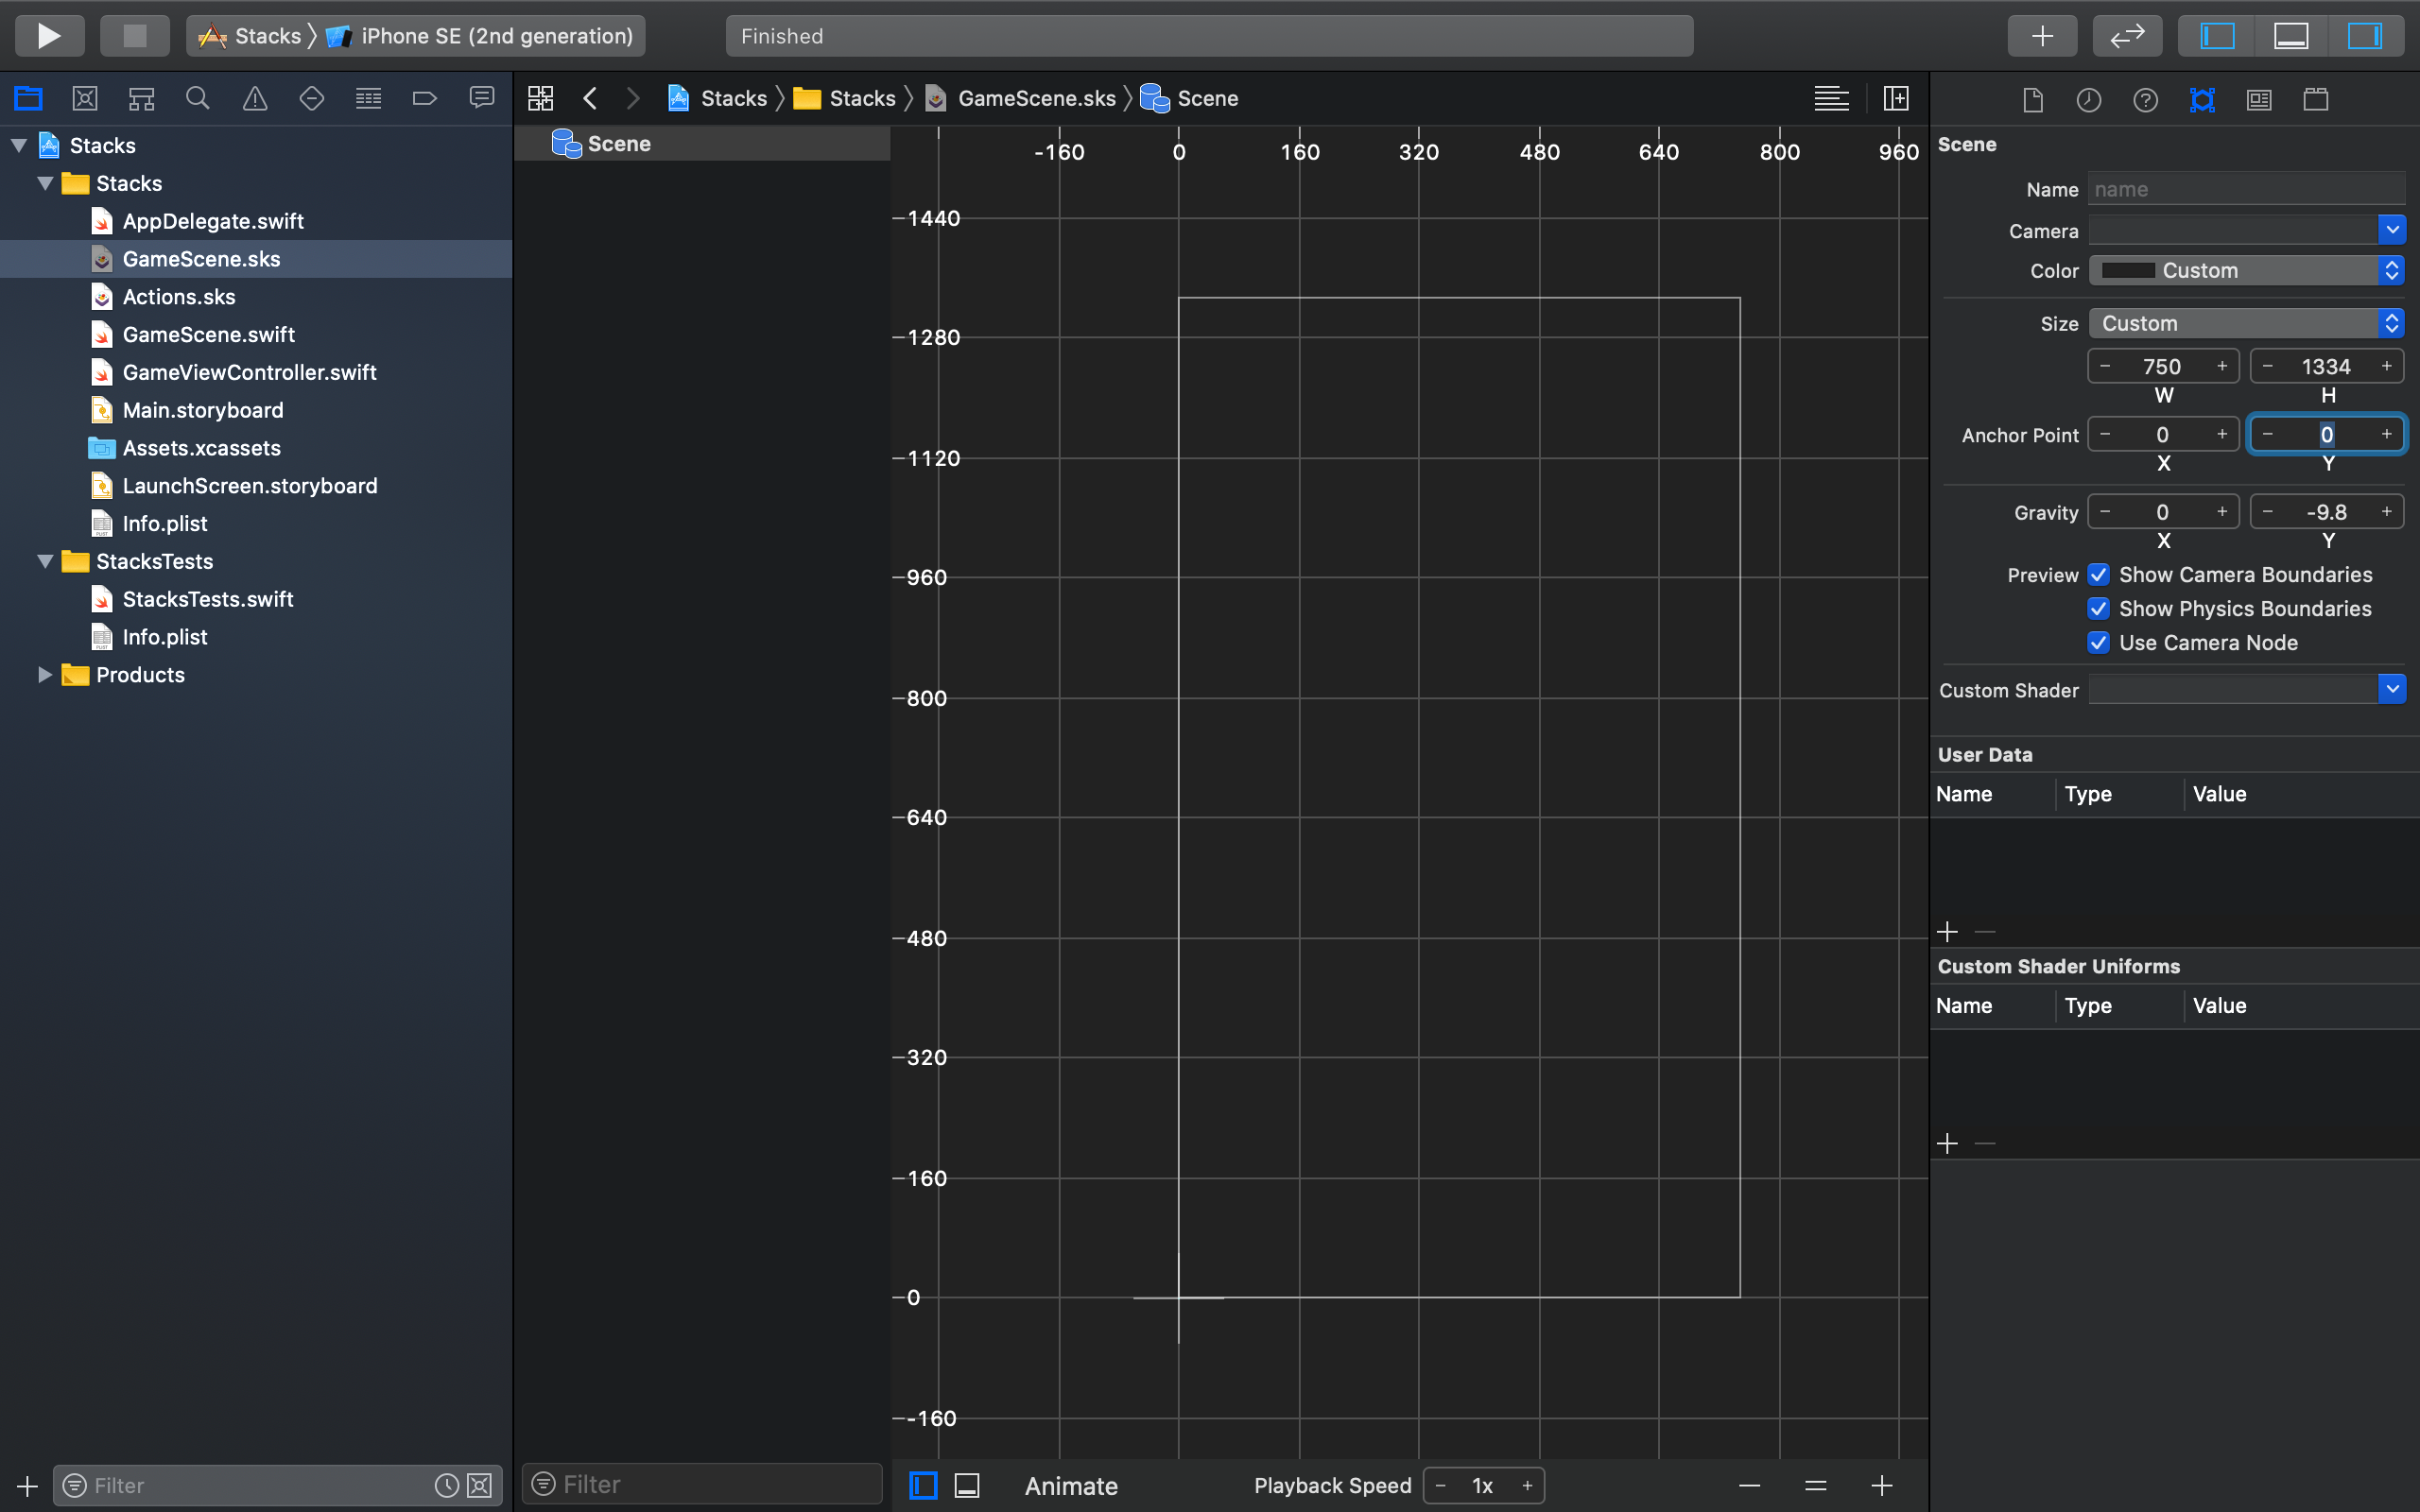 Stacks iPhone SE (2nd generation)
Finished
Stacks
Stacks
AppDelegate.swift
GameScene.sks
Actions.sks
GameScene.swift
GameViewController.swift
Main.storyboard
Assets.xcassets
LaunchScreen.storyboard
Info.plist
StacksTests
StacksTests.swift
Info.plist
Products
Filter
Stacks Stacks GameScene.sks Scene
Scene
Filter
-160 0 160 320 480 640 800 960
1440
1280
1120
960
800
640
480
320
160
0
-160
Animate Playback Speed - 1x +
Scene
Name name
Camera
Color Custom
Size Custom
- 750 + - 1334 +
W H
Anchor Point - 0 + - 0 +
X Y
Gravity - 0 + - -9.8 +
X Y
Preview Show Camera Boundaries
Show Physics Boundaries
Use Camera Node
Custom Shader
User Data
Name Type Value
Custom Shader Uniforms
Name Type Value